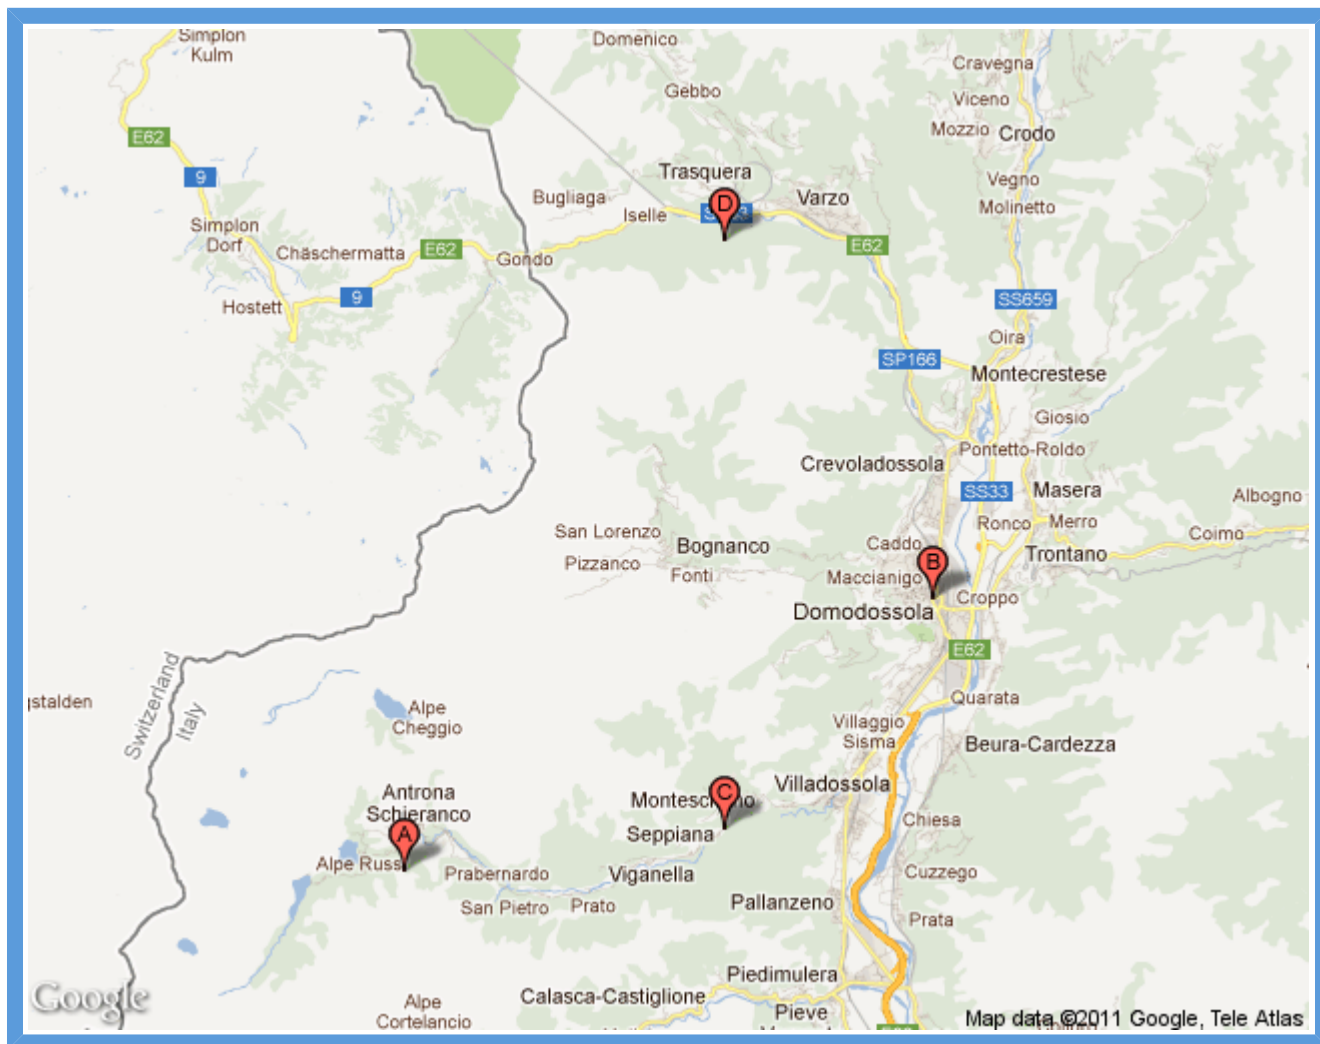 Simplon
Kulm
Domenico
Cravegna
Gebbo
Viceno
E62
Mozzio
Crodo
9
Trasquera
Vegno
Bugliaga
Varzo
Molinetto
Iselle
D
Simplon
Dorf
Chäschermatta
E62
E62
Gondo
9
SS659
Hostett
Oira
SP166
Montecrestese
Giosio
Pontetto-Roldo
Crevoladossola
SS33
Masera
Albogno
San Lorenzo
Ronco
Merro
Coimo
Bognanco
Caddo
Trontano
Pizzanco
Fonti
Maccianigo
B
Croppo
Domodossola
E62
Switzerland
Italy
gstalden
Alpe
Cheggio
Quarata
Villaggio
Sisma
Beura-Cardezza
Antrona
Schieranco
Villadossola
C
A
Seppiana
Chiesa
Alpe Russi
Prabernardo
Viganella
Cuzzego
San Pietro
Prato
Pallanzeno
Prata
Piedimulera
Google
Alpe
Cortelancio
Calasca-Castiglione
Pieve
Map data ©2011 Google, Tele Atlas